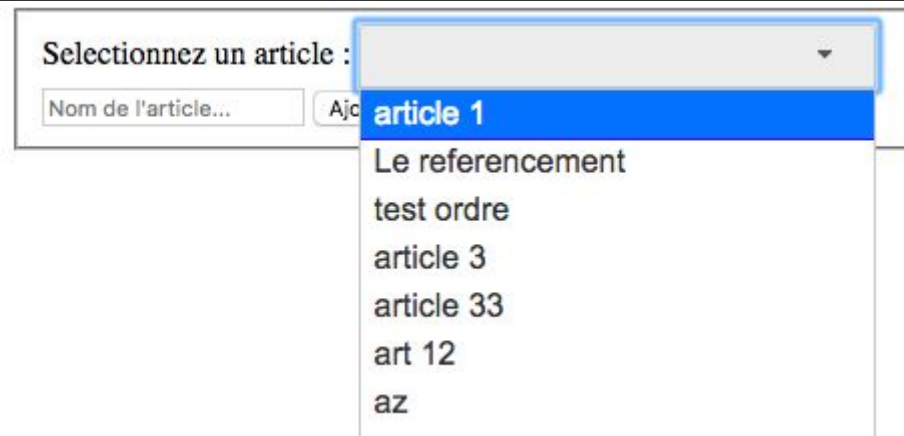 Selectionnez un article :
Nom de l'article...
article 1
Le referencement
test ordre
article 3
article 33
art 12
az